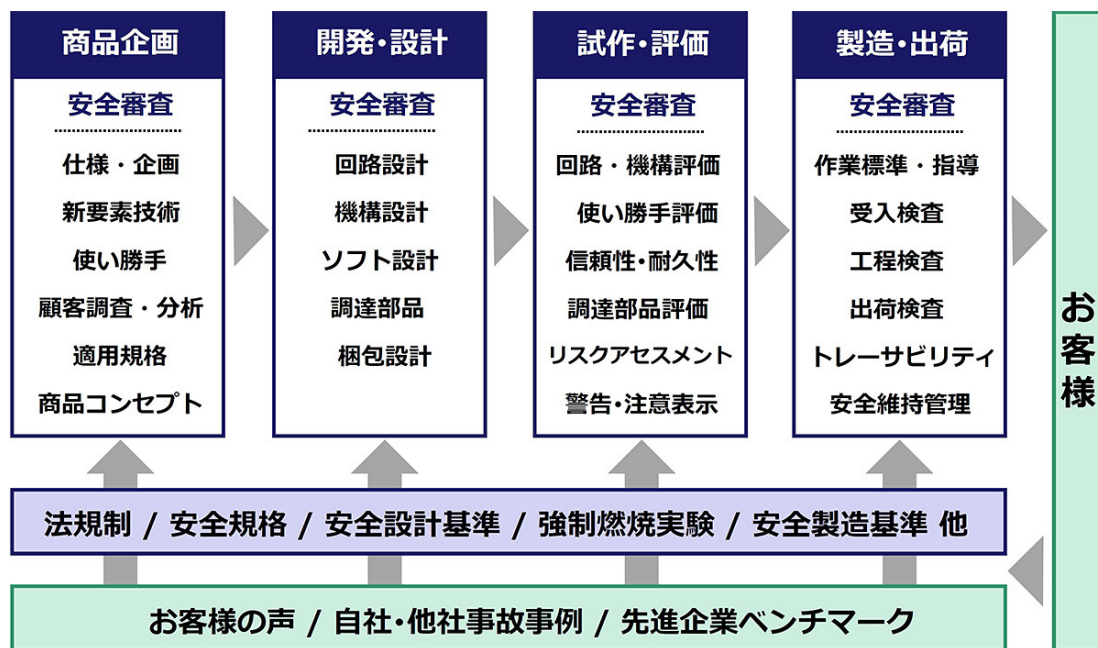 商品企画
安全審査
仕様・企画
新要素技術
使い勝手
顧客調査・分析
適用規格
商品コンセプト
開発・設計
安全審査
回路設計
機構設計
ソフト設計
調達部品
梱包設計
試作・評価
安全審査
回路・機構評価
使い勝手評価
信頼性・耐久性
調達部品評価
リスクアセスメント
警告・注意表示
製造・出荷
安全審査
作業標準・指導
受入検査
工程検査
出荷検査
トレーサビリティ
安全維持管理
お客様
法規制 / 安全規格 / 安全設計基準 / 強制燃焼実験 / 安全製造基準 他
お客様の声 / 自社・他社事故事例 / 先進企業ベンチマーク